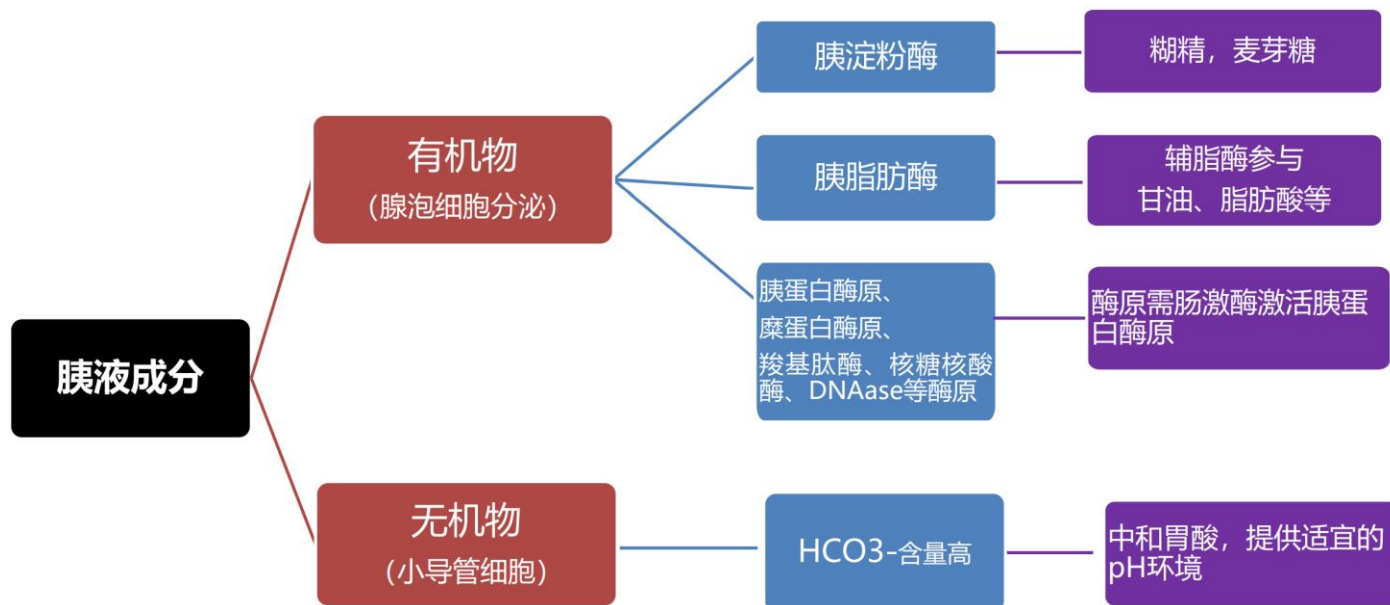 胰液成分
有机物
（腺泡细胞分泌）
胰淀粉酶
糊精，麦芽糖
胰脂肪酶
辅脂酶参与
甘油、脂肪酸等
胰蛋白酶原、
糜蛋白酶原、
羧基肽酶、核糖核酸
酶、DNAase等酶原
酶原需肠激酶激活胰蛋
白酶原
无机物
（小导管细胞）
HCO3-含量高
中和胃酸，提供适宜的
pH环境